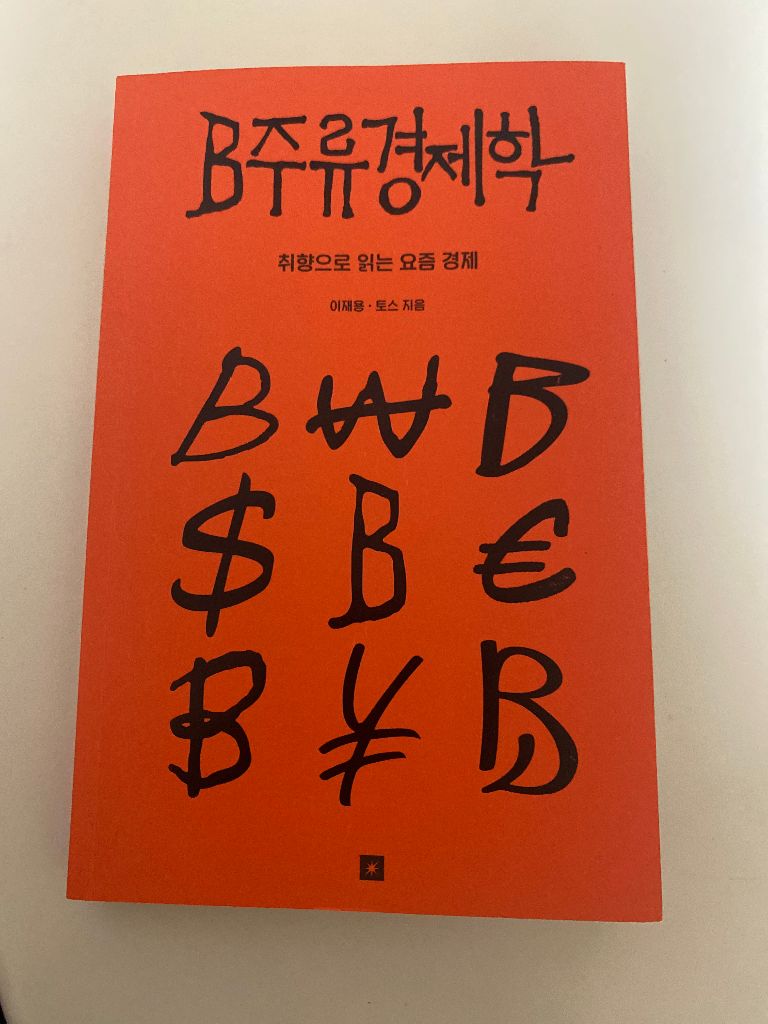 B주류경제학
취향으로 읽는 요즘 경제
이재용 · 토스 지음
B ₩ B
$ B €
B ¥ B